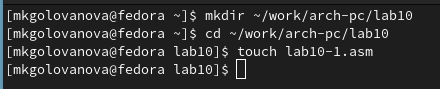 [mkgolovanova@fedora ~]$ mkdir ~/work/arch-pc/lab10
[mkgolovanova@fedora ~]$ cd ~/work/arch-pc/lab10
[mkgolovanova@fedora lab10]$ touch lab10-1.asm
[mkgolovanova@fedora lab10]$